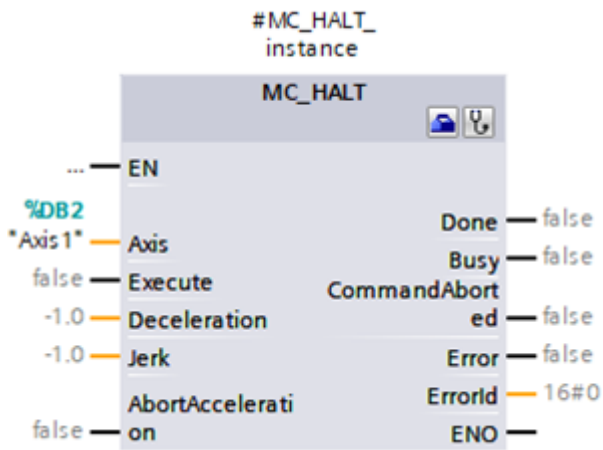 #MC_HALT_
instance
MC_HALT
... EN
%DB2
"Axis1" Axis
Done false
false Execute
Busy false
-1.0 Deceleration
CommandAbort
ed false
-1.0 Jerk
Error false
AbortAccelerati
ErrorId 16#0
false on
ENO